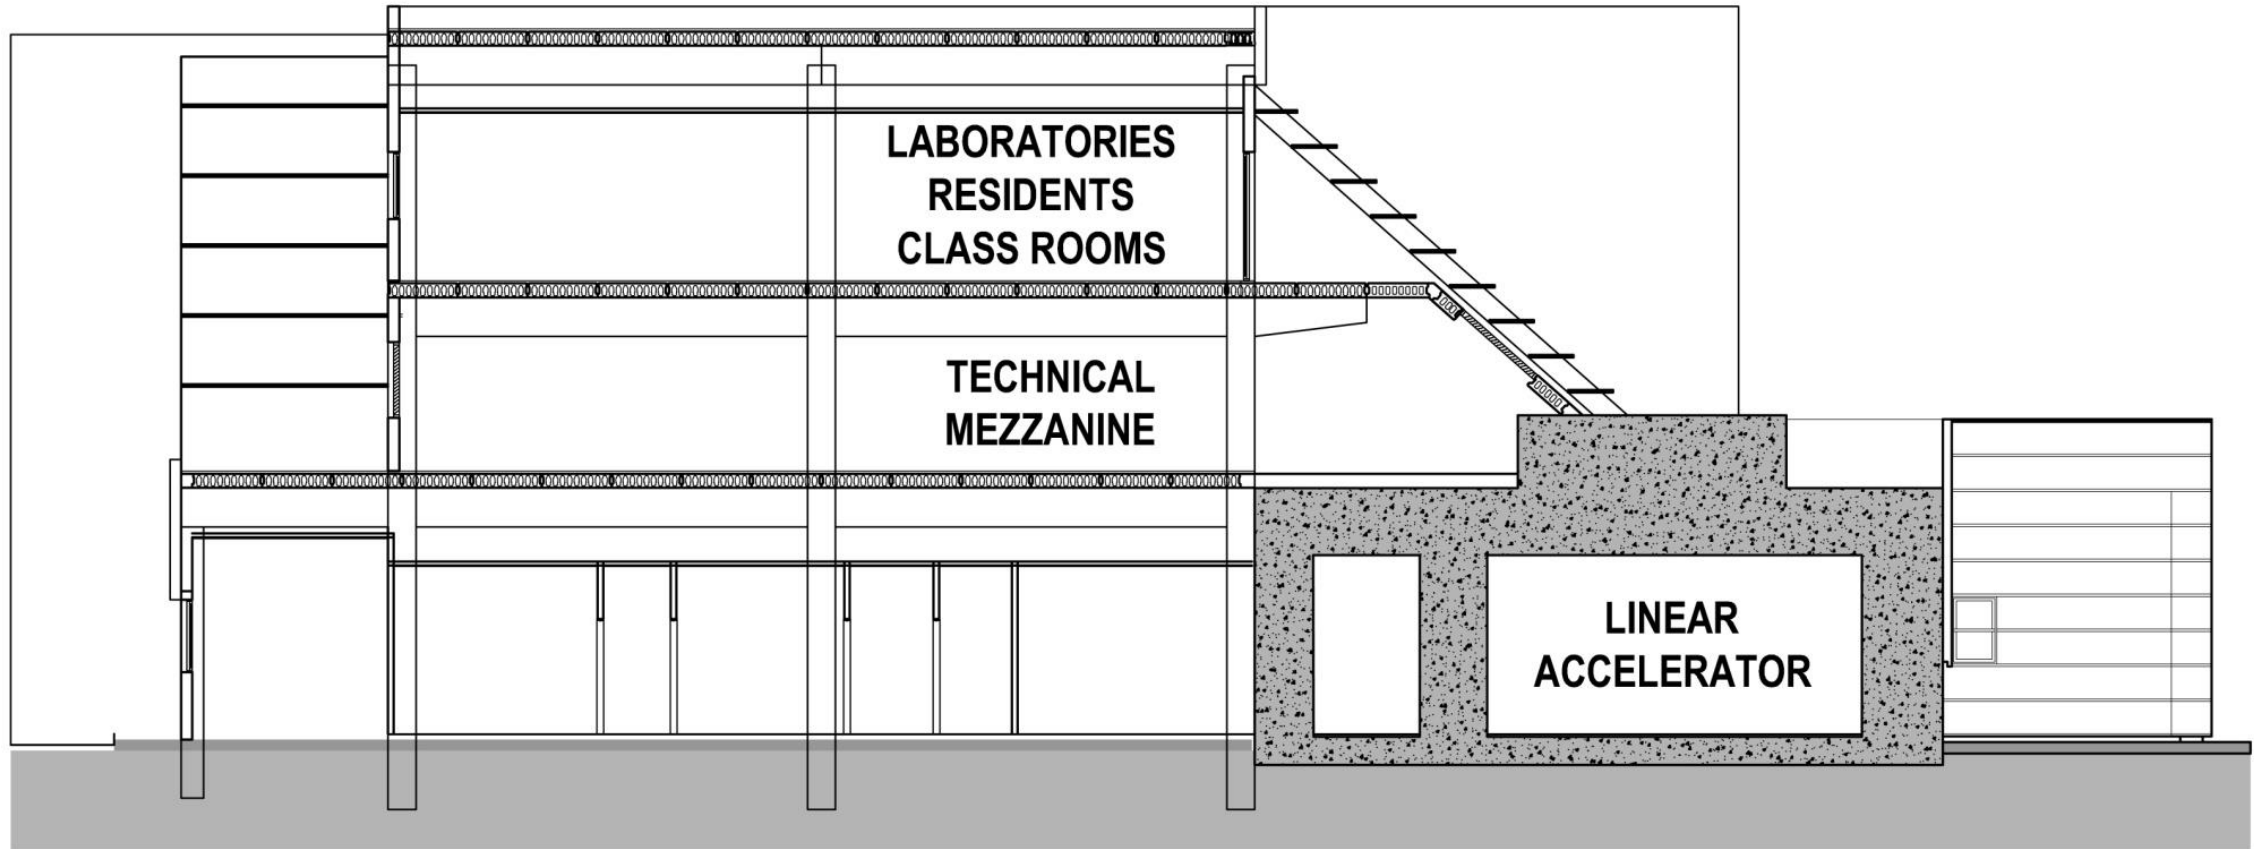 LABORATORIES
RESIDENTS
CLASS ROOMS
TECHNICAL
MEZZANINE
LINEAR
ACCELERATOR